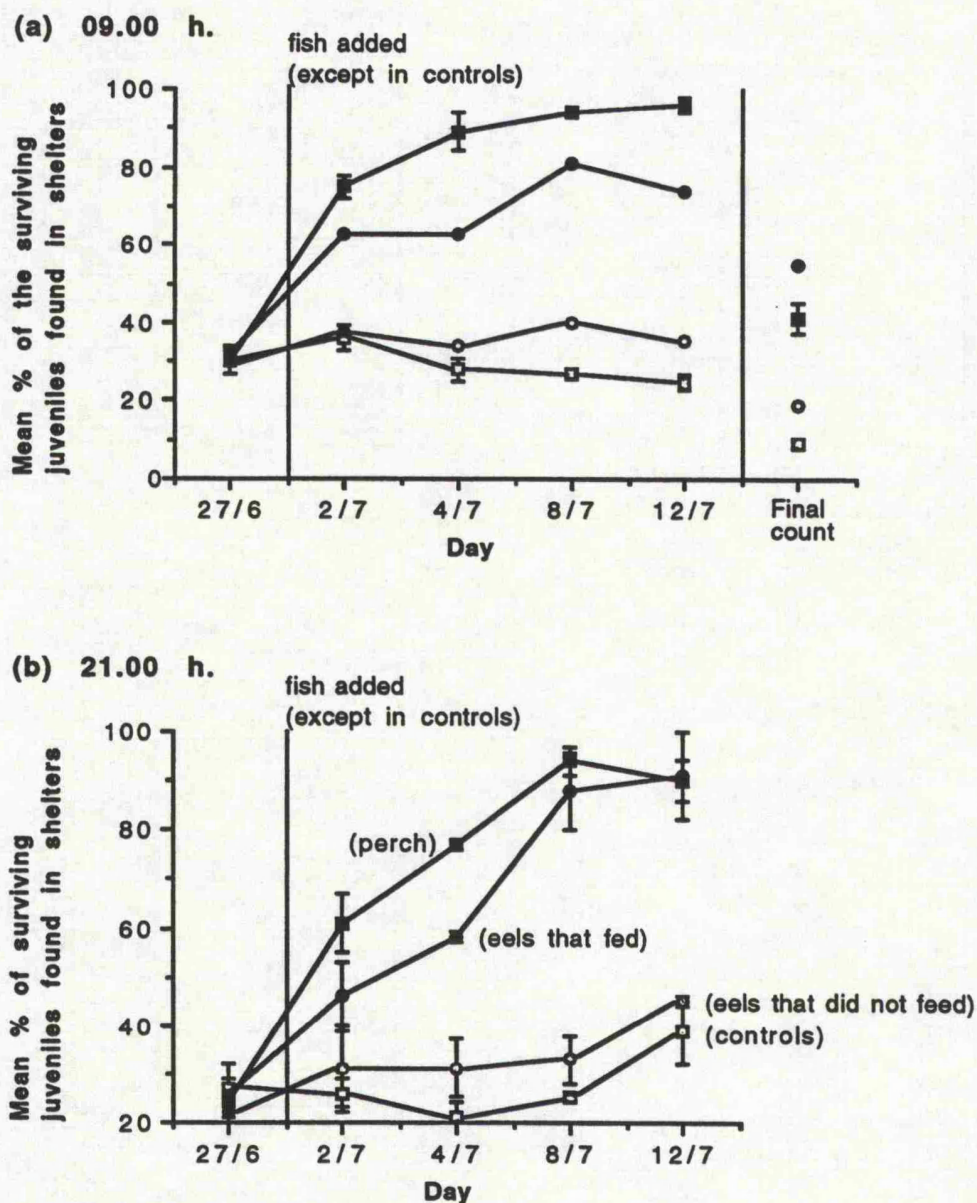 (a) 09.00 h.
fish added
(except in controls)
Mean % of the surviving
juveniles found in shelters
100
80
60
40
20
0
27/6 2/7 4/7 8/7 12/7 Final
count
Day
(b) 21.00 h.
fish added
(except in controls)
Mean % of surviving
juveniles found in shelters
100
80
60
40
20
(perch)
(eels that fed)
(eels that did not feed)
(controls)
27/6 2/7 4/7 8/7 12/7
Day